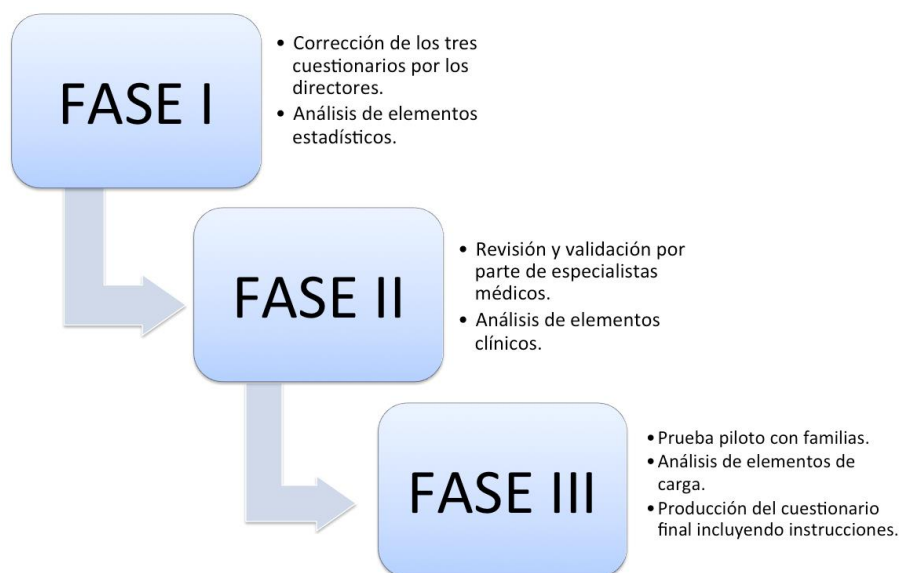 FASE I
• Corrección de los tres
cuestionarios por los
directores.
• Análisis de elementos
estadísticos.
FASE II
• Revisión y validación por
parte de especialistas
médicos.
• Análisis de elementos
clínicos.
FASE III
• Prueba piloto con familias.
• Análisis de elementos de
carga.
• Producción del cuestionario
final incluyendo instrucciones.